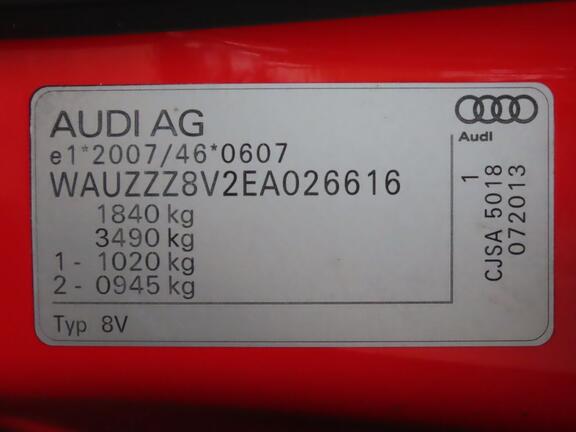 AUDI AG
e1*2007/46*0607
WAUZZZ8V2EA026616
1840 kg
3490 kg
1 - 1020 kg
2 - 0945 kg
Typ 8V
Audi
1
CJSA 5018
072013